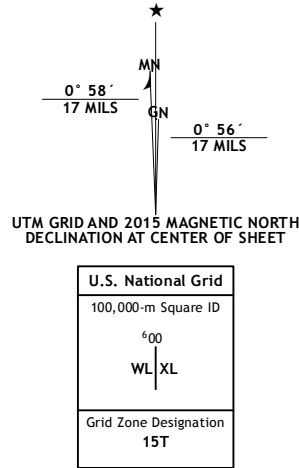 ★
MN
0° 58´
17 MILS
GN
0° 56´
17 MILS
UTM GRID AND 2015 MAGNETIC NORTH
DECLINATION AT CENTER OF SHEET
U.S. National Grid
100,000-m Square ID
⁶00
WL XL
Grid Zone Designation
15T